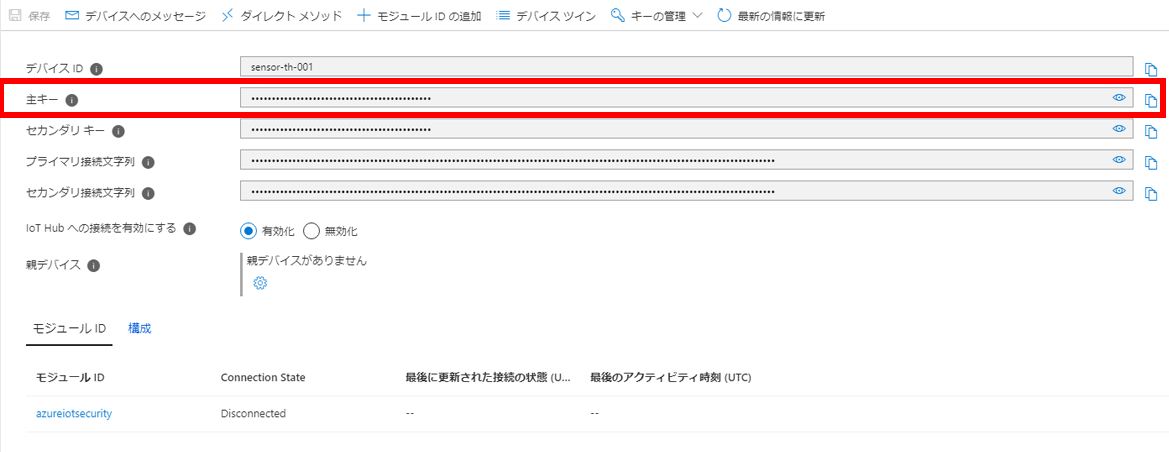 保存 デバイスへのメッセージ ダイレクト メソッド モジュール ID の追加 デバイス ツイン キーの管理 最新の情報に更新
デバイス ID sensor-th-001
主キー ••••••••••••••••••••••••••••••••••••••••••••
セカンダリ キー ••••••••••••••••••••••••••••••••••••••••••••
プライマリ接続文字列
セカンダリ接続文字列
IoT Hub への接続を有効にする 有効化 無効化
親デバイス 親デバイスがありません
モジュール ID 構成
モジュール ID Connection State 最後に更新された接続の状態 (U... 最後のアクティビティ時刻 (UTC)
azureiotsecurity Disconnected -- --